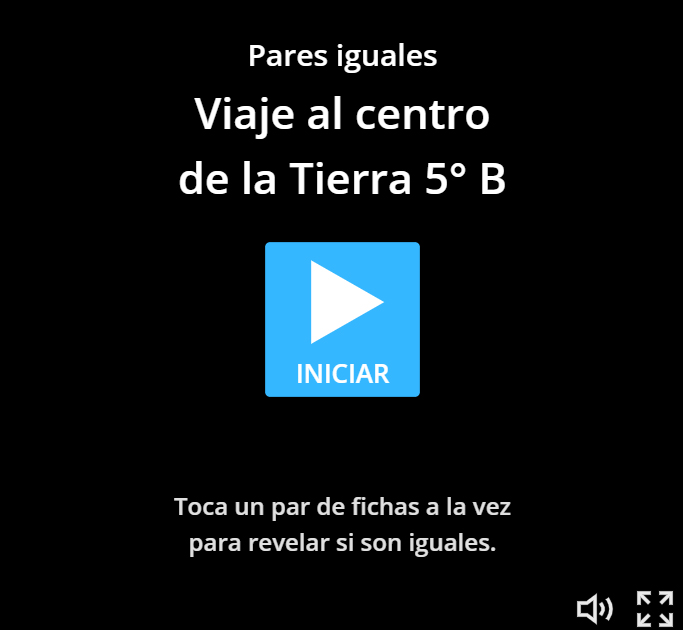 Pares iguales
Viaje al centro
de la Tierra 5° B
INICIAR
Toca un par de fichas a la vez
para revelar si son iguales.